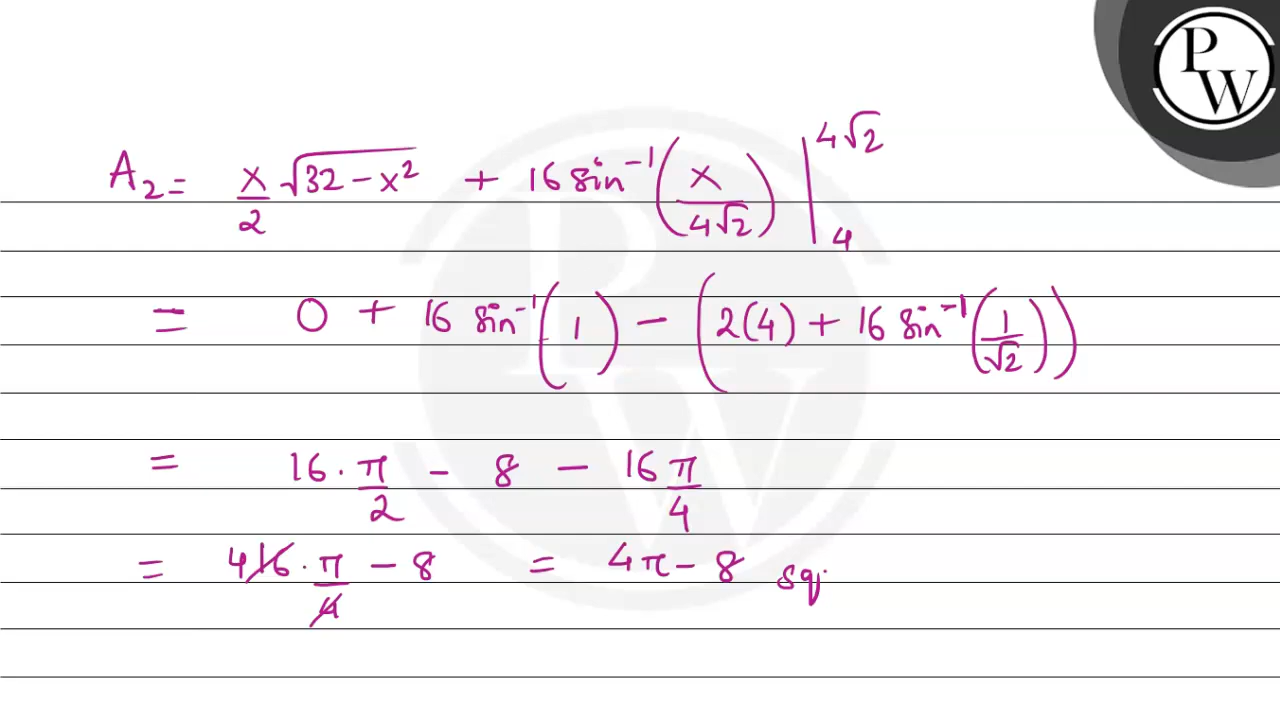 PW
A₂ = x/2 √(32 - x²) + 16 sin⁻¹(x/4√2) |₄^4√2
= 0 + 16 sin⁻¹(1) - (2(4) + 16 sin⁻¹(1/√2))
= 16 · π/2 - 8 - 16 π/4
= 4 16 · π/4 - 8 = 4π - 8 sq.